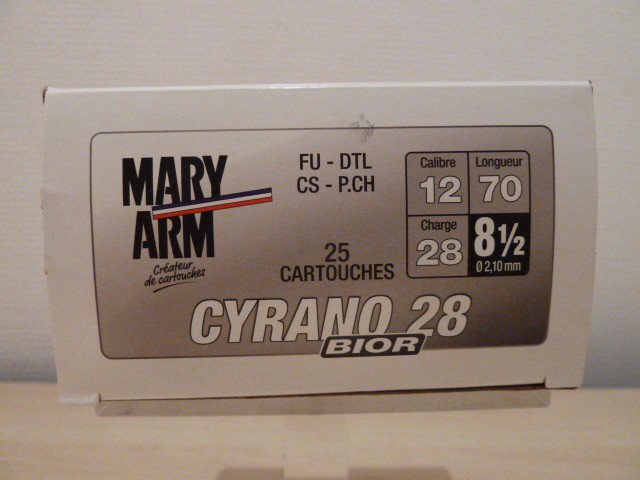 MARY
ARM
Créateur
de cartouches
FU - DTL
CS - P.CH
25
CARTOUCHES
Calibre
12
Longueur
70
Charge
28
8½
Ø 2,10 mm
CYRANO 28
BIOR